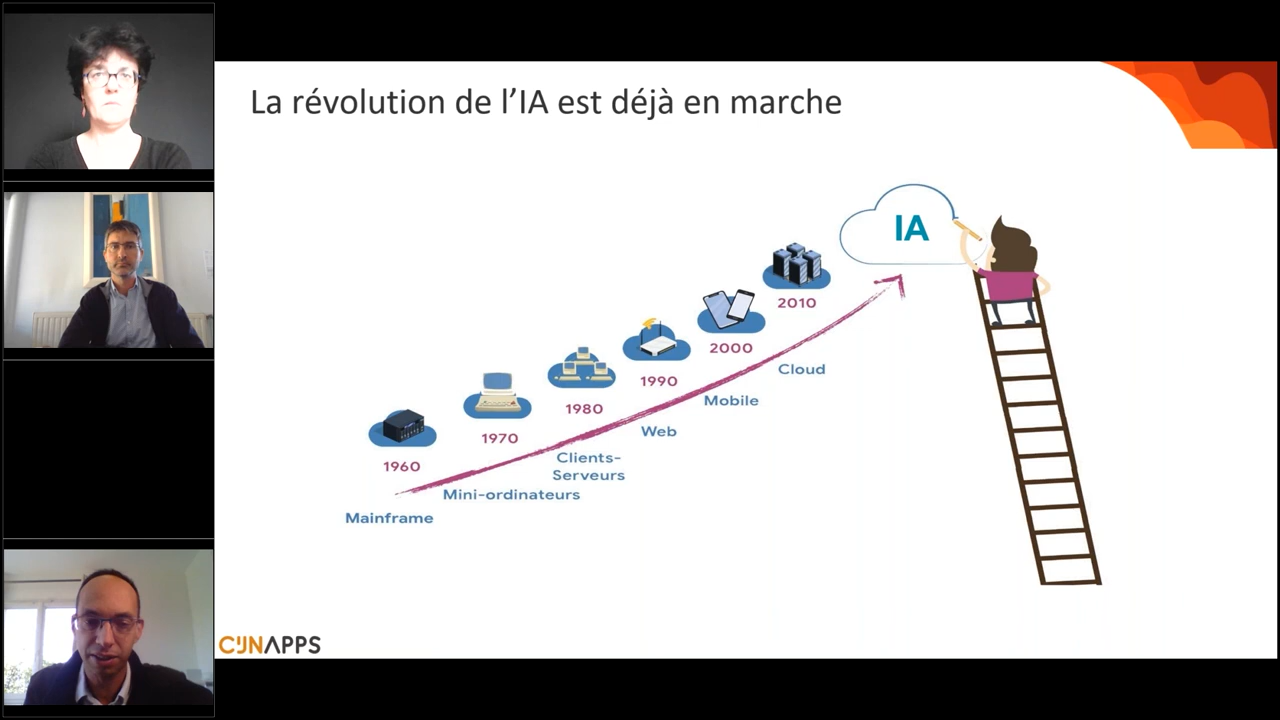 La révolution de l’IA est déjà en marche
IA
2010
2000
Cloud
1990
Mobile
1980
Web
1970
Clients-
Serveurs
1960
Mini-ordinateurs
Mainframe
CIJNAPPS